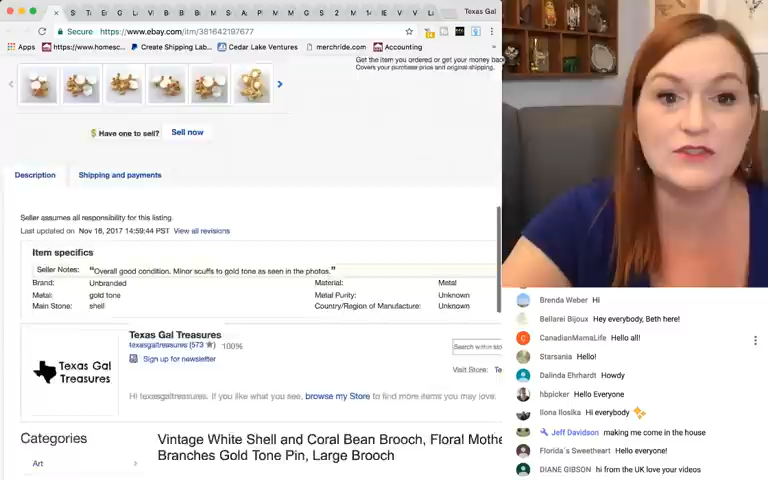 Texas Gal
Secure https://www.ebay.com/itm/381641297677
Apps https://www.homesc... Create Shipping Lab... Cedar Lake Ventures merchride.com Accounting
Get the item you ordered or get your money back
Covers your purchase price and original shipping.
$ Have one to sell? Sell now
Description Shipping and payments
Seller assumes all responsibility for this listing.
Last updated on Nov 16, 2017 14:59:44 PST View all revisions
Item specifics
Seller Notes: "Overall good condition. Minor scuffs to gold tone as seen in the photos."
Brand: Unbranded Material: Metal
Metal: gold tone Metal Purity: Unknown
Main Stone: shell Country/Region of Manufacture: Unknown
Texas Gal Treasures
texasgaltreasures (573) 100%
Sign up for newsletter
Search within sto
Visit Store: Te
Texas Gal
Treasures
Hi texasgaltreasures. If you like what you see, browse my Store to find more items you may love.
Categories
Art
Vintage White Shell and Coral Bean Brooch, Floral Mothe
Branches Gold Tone Pin, Large Brooch
Brenda Weber Hi
Bellarei Bijoux Hey everybody, Beth here!
CanadianMamaLife Hello all!
Starsania Hello!
Dalinda Ehrhardt Howdy
hbpicker Hello Everyone
Ilona Ilosika Hi everybody
Jeff Davidson making me come in the house
Florida's Sweetheart Hello everyone!
DIANE GIBSON hi from the UK love your videos